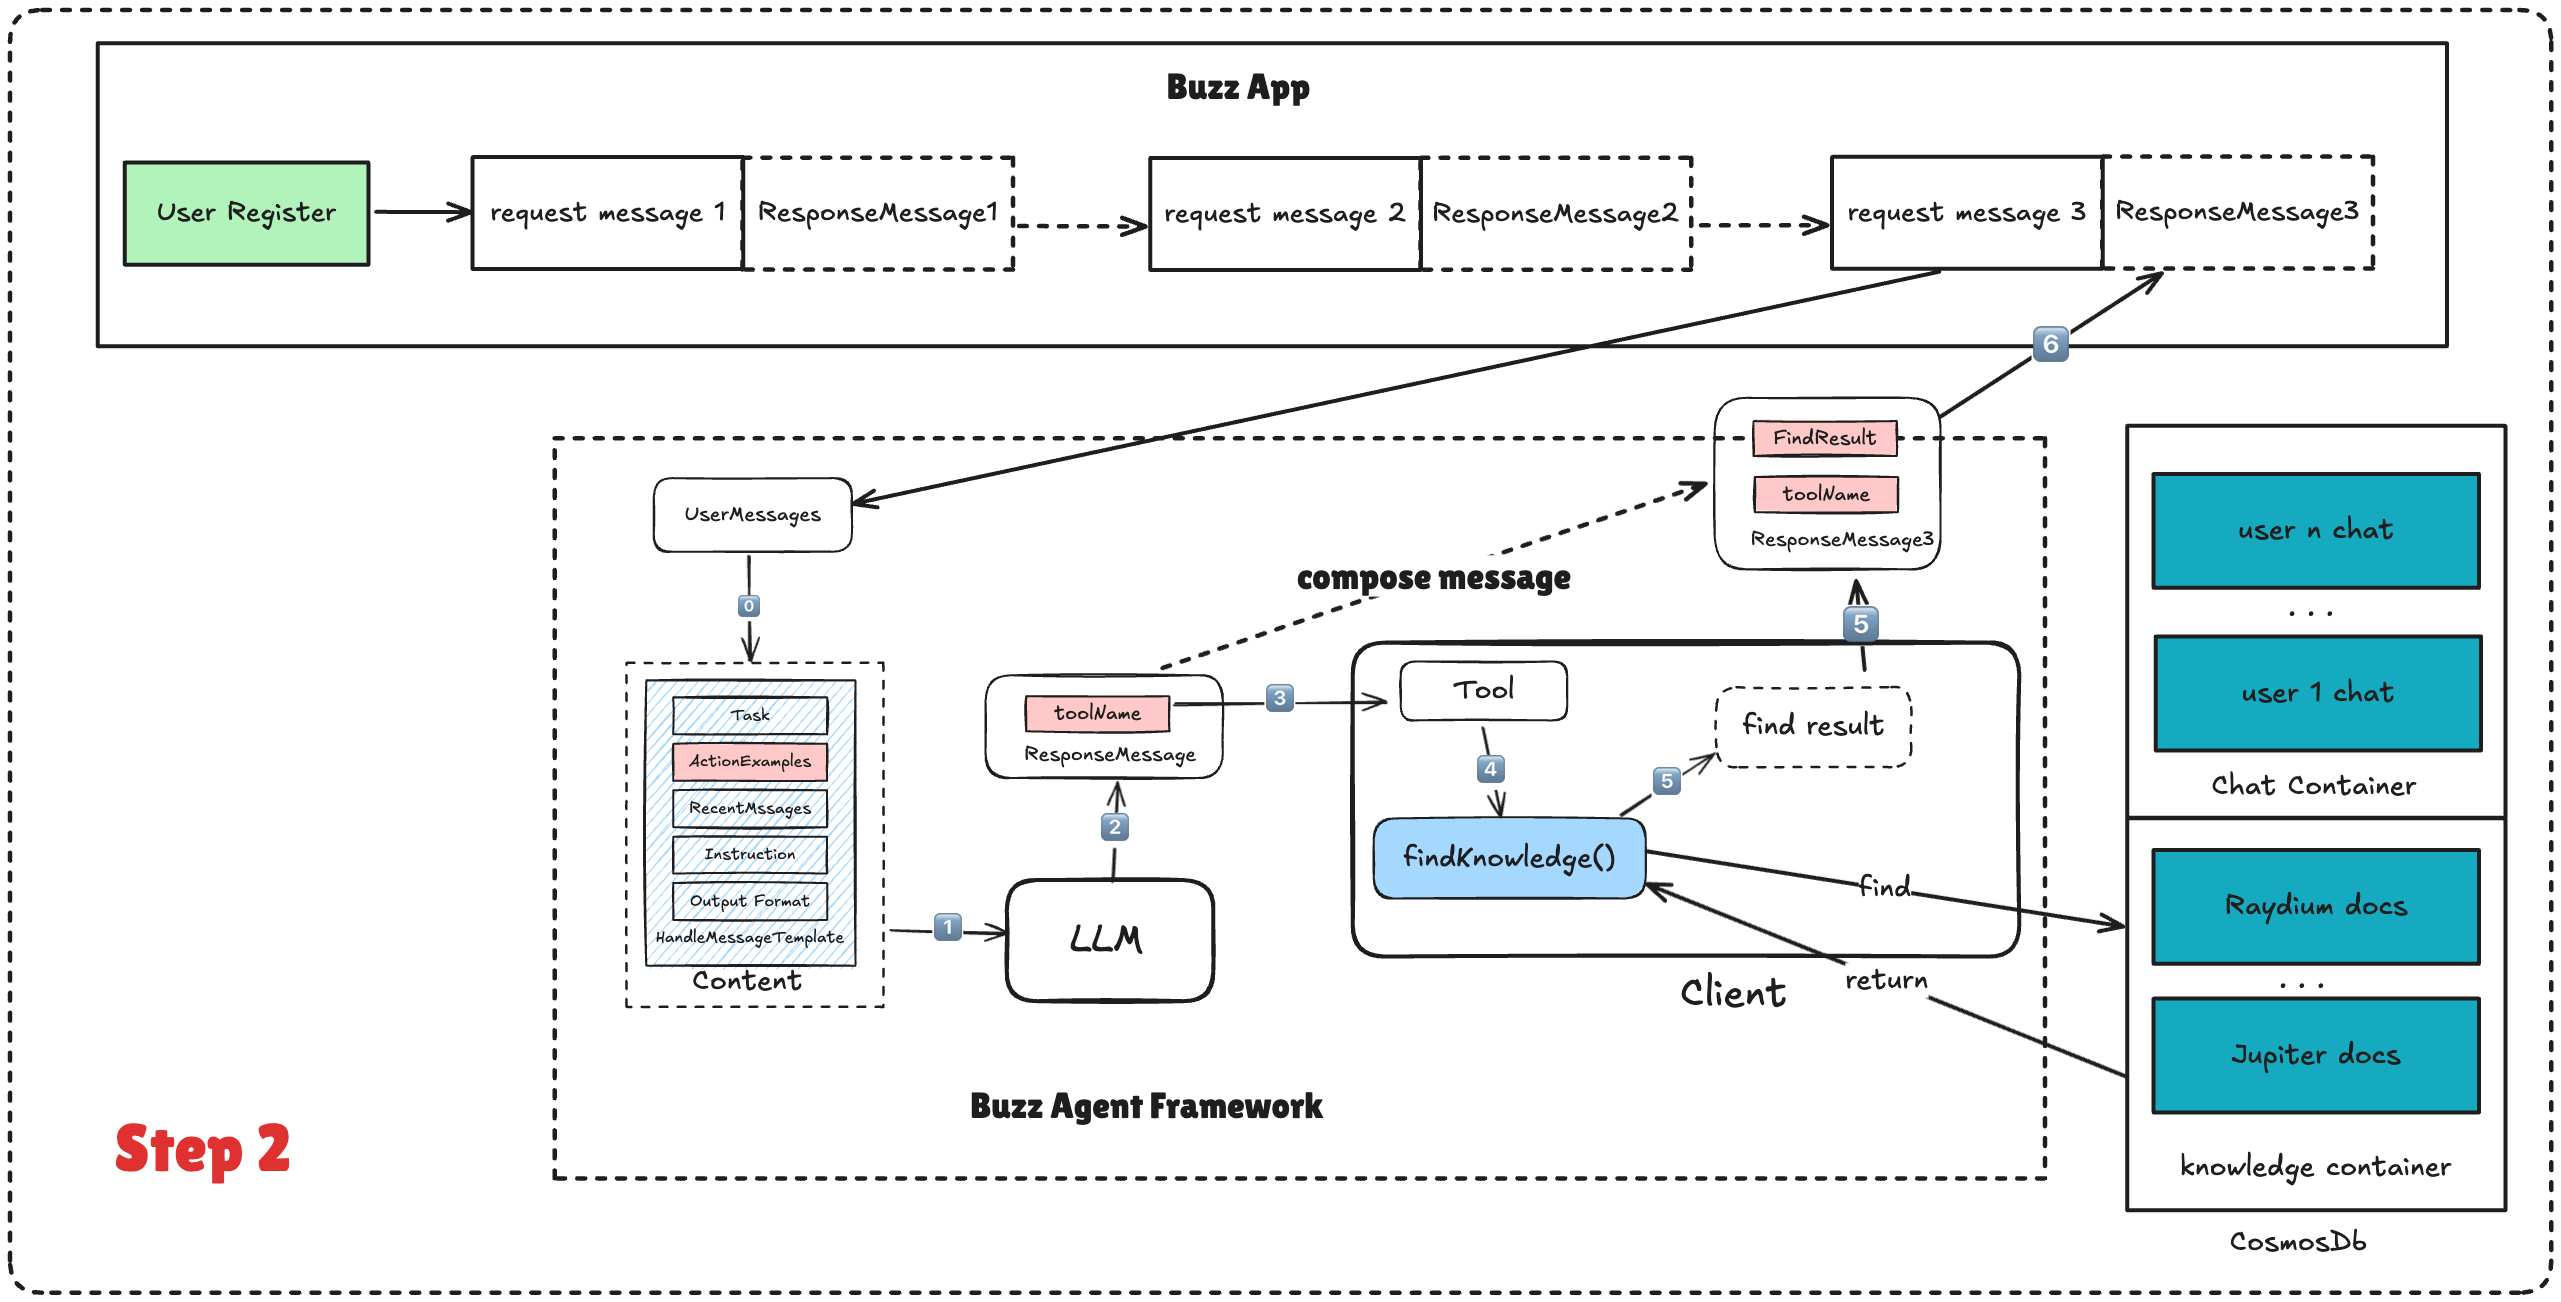 Buzz App
User Register
request message 1
ResponseMessage1
request message 2
ResponseMessage2
request message 3
ResponseMessage3
6
FindResult
toolName
ResponseMessage3
UserMessages
0
compose message
5
Task
ActionExamples
RecentMssages
Instruction
Output Format
HandleMessageTemplate
Content
1
LLM
2
toolName
ResponseMessage
3
Tool
4
findKnowledge()
5
find result
find
return
Client
Buzz Agent Framework
user n chat
...
user 1 chat
Chat Container
Raydium docs
...
Jupiter docs
knowledge container
CosmosDb
Step 2